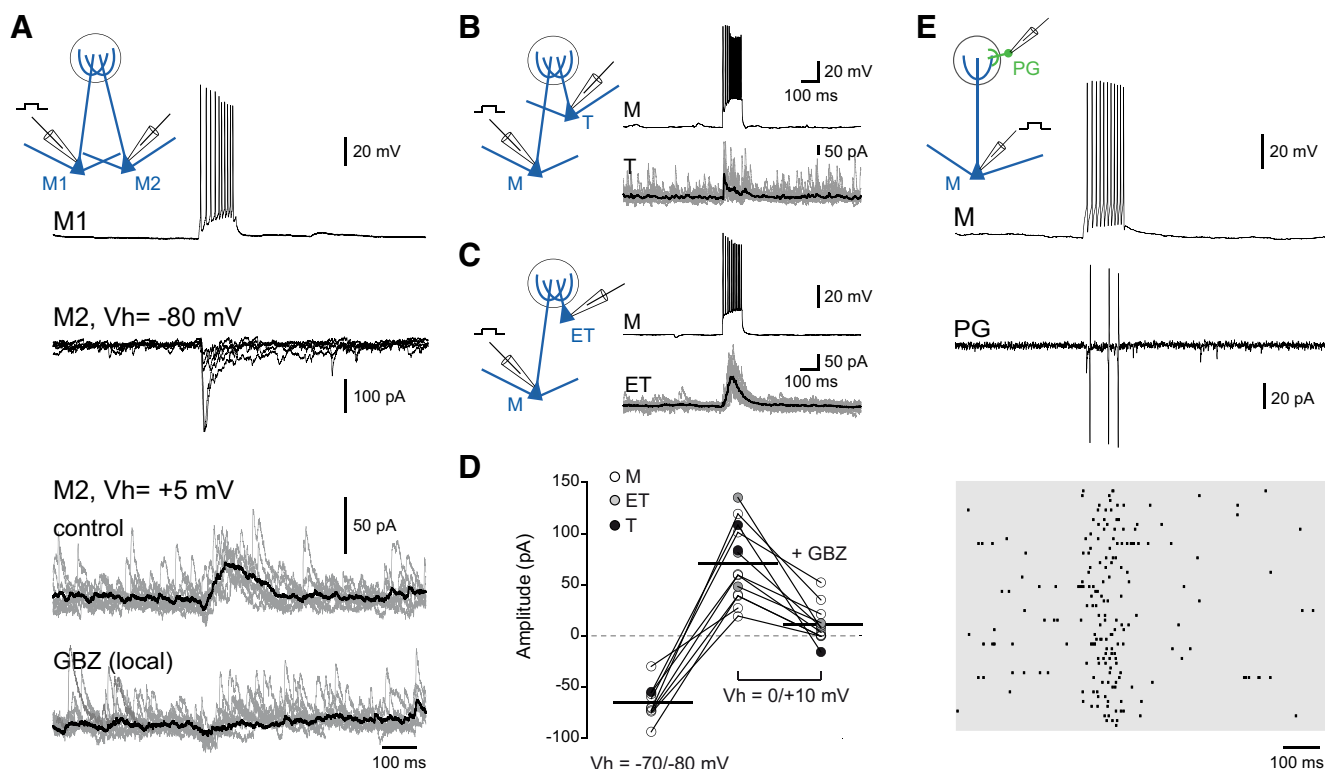 A
M1
M2
20 mV
M1
M2, Vh= -80 mV
100 pA
M2, Vh= +5 mV
control
50 pA
GBZ (local)
100 ms
B
T
M
M
20 mV
100 ms
T
50 pA
C
ET
M
M
20 mV
ET
50 pA
100 ms
D
Amplitude (pA)
150
100
50
0
-50
-100
M
ET
T
+ GBZ
Vh = 0/+10 mV
Vh = -70/-80 mV
E
PG
M
M
20 mV
PG
20 pA
100 ms